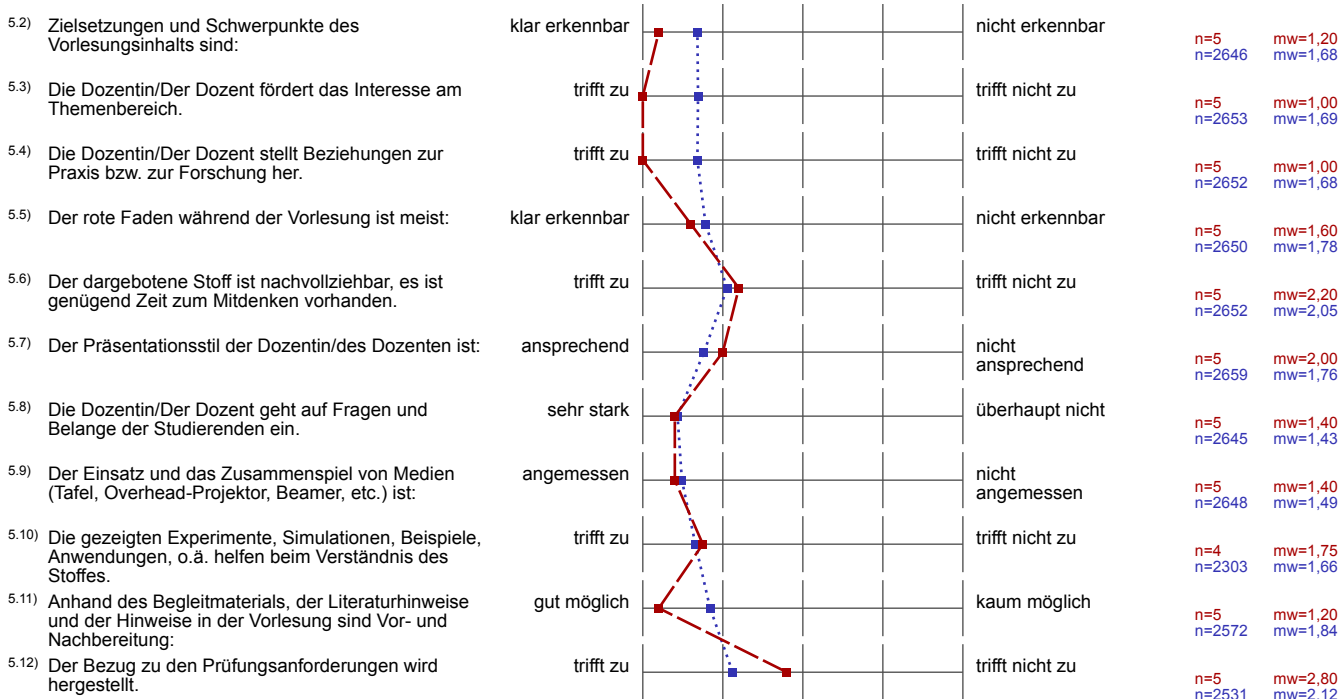 5.2) Zielsetzungen und Schwerpunkte des
Vorlesungsinhalts sind:
klar erkennbar
nicht erkennbar
n=5 mw=1,20
n=2646 mw=1,68
5.3) Die Dozentin/Der Dozent fördert das Interesse am
Themenbereich.
trifft zu
trifft nicht zu
n=5 mw=1,00
n=2653 mw=1,69
5.4) Die Dozentin/Der Dozent stellt Beziehungen zur
Praxis bzw. zur Forschung her.
trifft zu
trifft nicht zu
n=5 mw=1,00
n=2652 mw=1,68
5.5) Der rote Faden während der Vorlesung ist meist:
klar erkennbar
nicht erkennbar
n=5 mw=1,60
n=2650 mw=1,78
5.6) Der dargebotene Stoff ist nachvollziehbar, es ist
genügend Zeit zum Mitdenken vorhanden.
trifft zu
trifft nicht zu
n=5 mw=2,20
n=2652 mw=2,05
5.7) Der Präsentationsstil der Dozentin/des Dozenten ist:
ansprechend
nicht
ansprechend
n=5 mw=2,00
n=2659 mw=1,76
5.8) Die Dozentin/Der Dozent geht auf Fragen und
Belange der Studierenden ein.
sehr stark
überhaupt nicht
n=5 mw=1,40
n=2645 mw=1,43
5.9) Der Einsatz und das Zusammenspiel von Medien
(Tafel, Overhead-Projektor, Beamer, etc.) ist:
angemessen
nicht
angemessen
n=5 mw=1,40
n=2648 mw=1,49
5.10) Die gezeigten Experimente, Simulationen, Beispiele,
Anwendungen, o.ä. helfen beim Verständnis des
Stoffes.
trifft zu
trifft nicht zu
n=4 mw=1,75
n=2303 mw=1,66
5.11) Anhand des Begleitmaterials, der Literaturhinweise
und der Hinweise in der Vorlesung sind Vor- und
Nachbereitung:
gut möglich
kaum möglich
n=5 mw=1,20
n=2572 mw=1,84
5.12) Der Bezug zu den Prüfungsanforderungen wird
hergestellt.
trifft zu
trifft nicht zu
n=5 mw=2,80
n=2531 mw=2,12